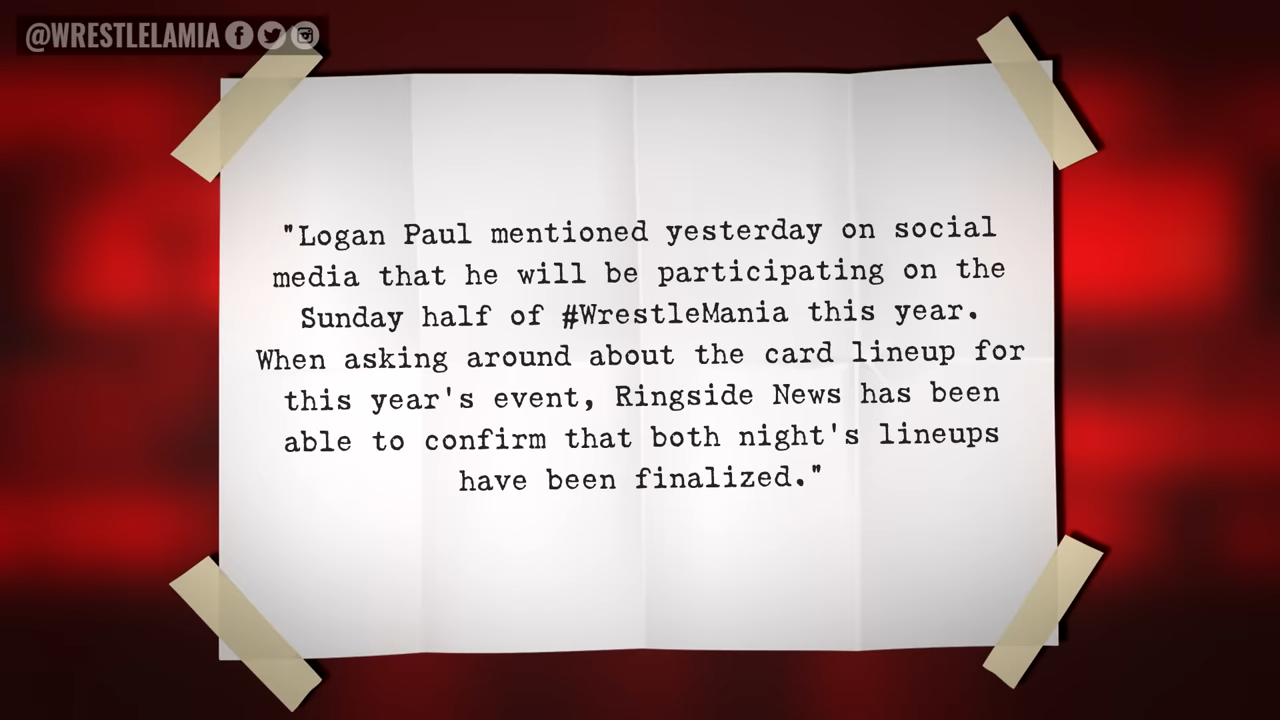 @WRESTLELAMIA
"Logan Paul mentioned yesterday on social
media that he will be participating on the
Sunday half of #WrestleMania this year.
When asking around about the card lineup for
this year's event, Ringside News has been
able to confirm that both night's lineups
have been finalized."